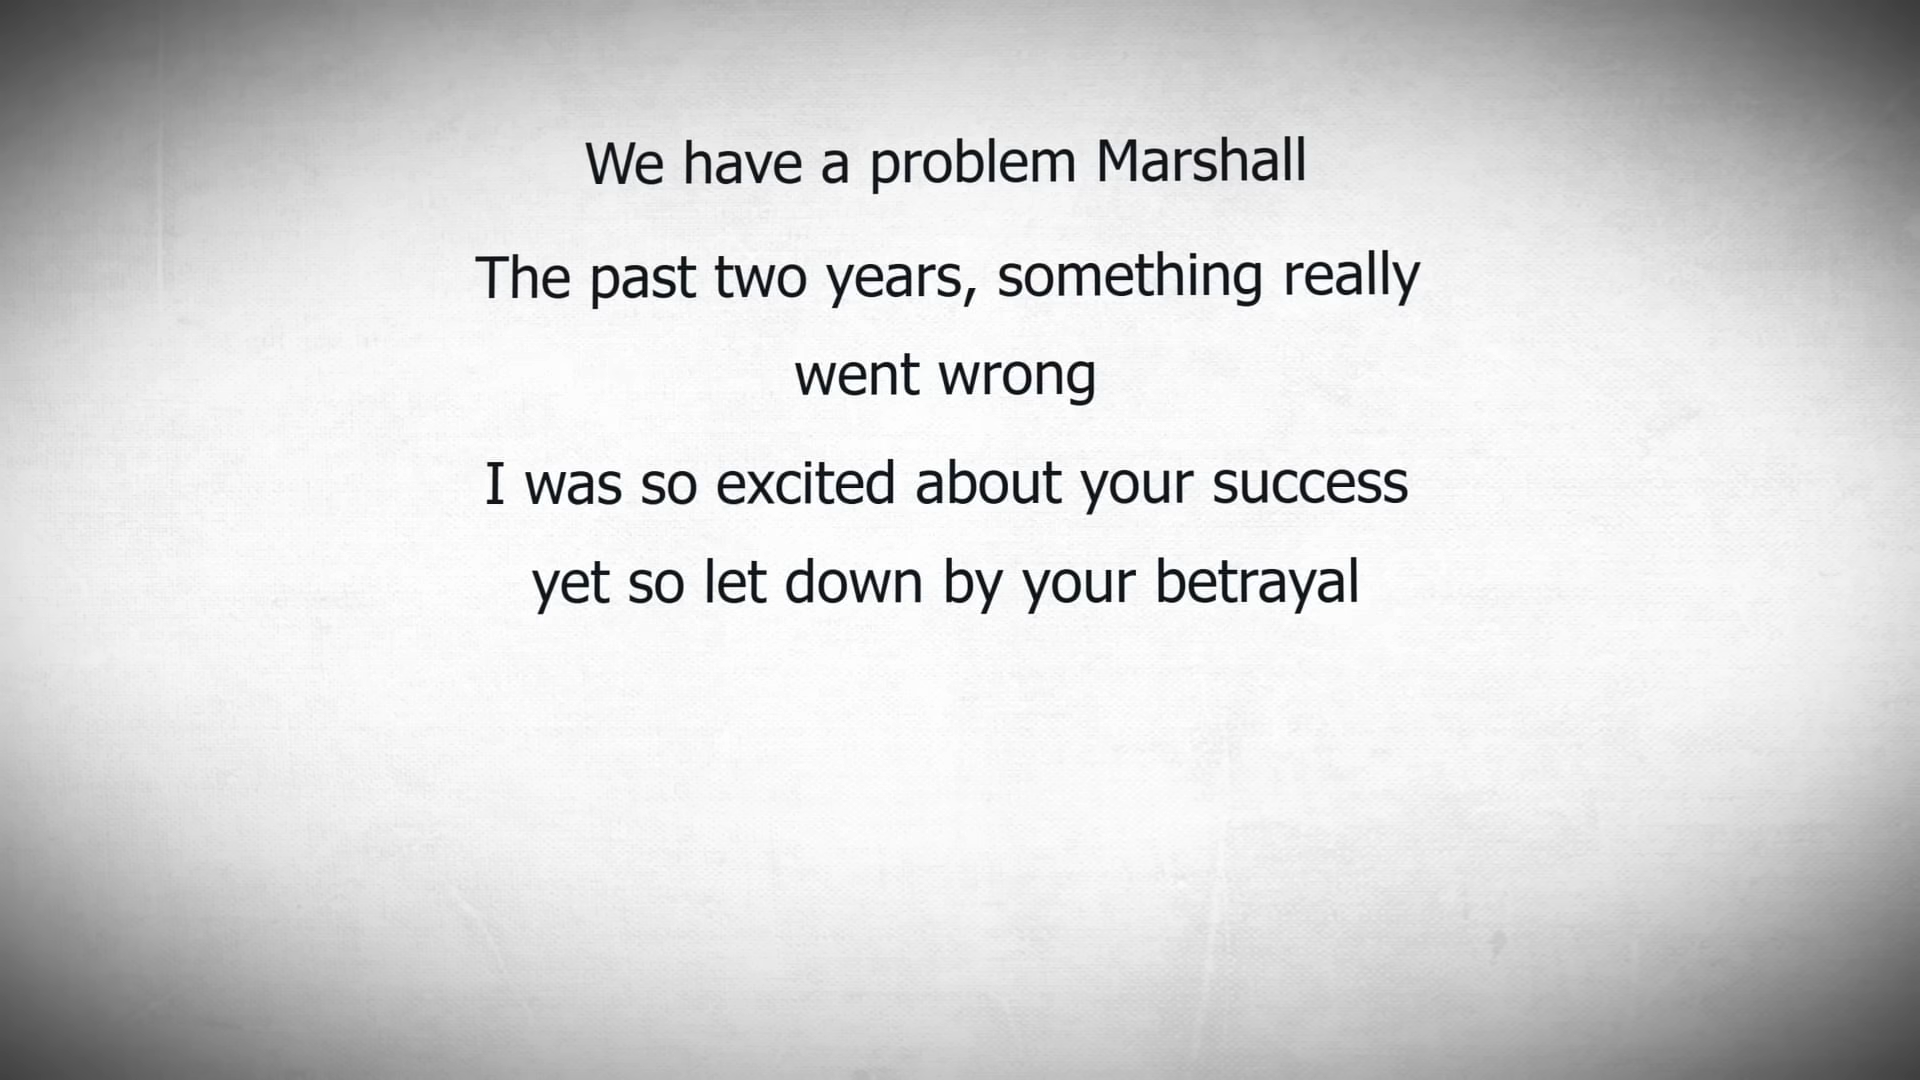 We have a problem Marshall
The past two years, something really
went wrong
I was so excited about your success
yet so let down by your betrayal